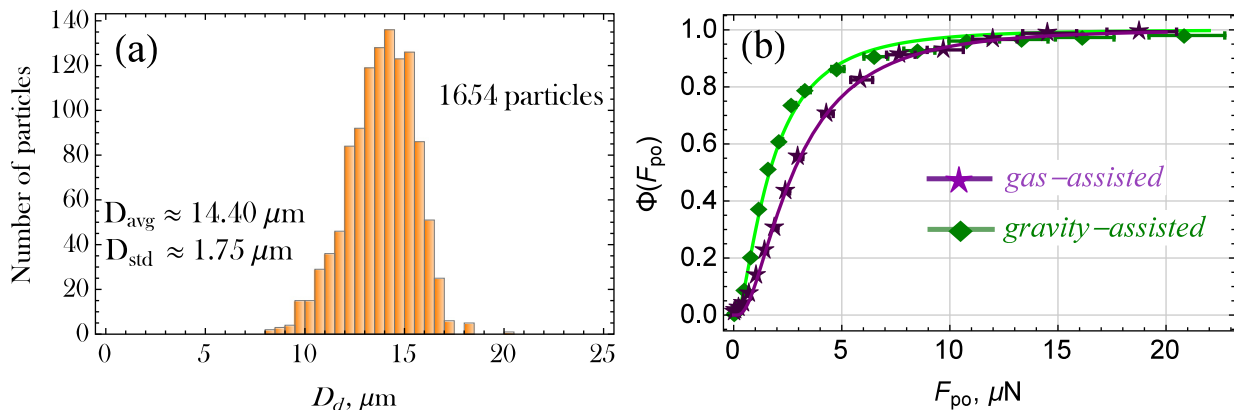 (a)
1654 particles
D_avg ≈ 14.40 μm
D_std ≈ 1.75 μm
Number of particles
140
120
100
80
60
40
20
0
0 5 10 15 20 25
D_d, μm
(b)
Φ(F_po)
1.0
0.8
0.6
0.4
0.2
0.0
gas-assisted
gravity-assisted
0 5 10 15 20
F_po, μN